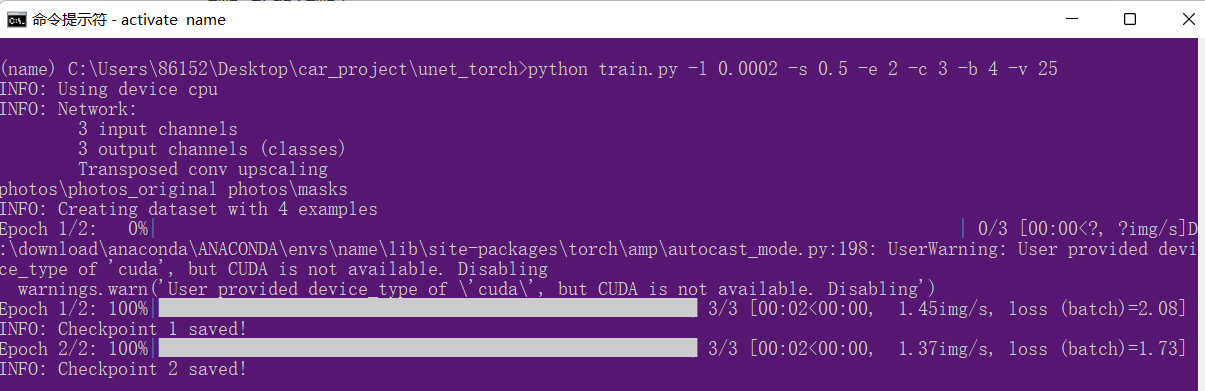 命令提示符 - activate name
(name) C:\Users\86152\Desktop\car_project\unet_torch>python train.py -l 0.0002 -s 0.5 -e 2 -c 3 -b 4 -v 25
INFO: Using device cpu
INFO: Network:
3 input channels
3 output channels (classes)
Transposed conv upscaling
photos\photos_original photos\masks
INFO: Creating dataset with 4 examples
Epoch 1/2:   0%|                    | 0/3 [00:00<?, ?img/s]D
:\download\anaconda\ANACONDA\envs\name\lib\site-packages\torch\amp\autocast_mode.py:198: UserWarning: User provided devi
ce_type of 'cuda', but CUDA is not available. Disabling
warnings.warn('User provided device_type of \'cuda\', but CUDA is not available. Disabling')
Epoch 1/2: 100%|██████████| 3/3 [00:02<00:00,  1.45img/s, loss (batch)=2.08]
INFO: Checkpoint 1 saved!
Epoch 2/2: 100%|██████████| 3/3 [00:02<00:00,  1.37img/s, loss (batch)=1.73]
INFO: Checkpoint 2 saved!